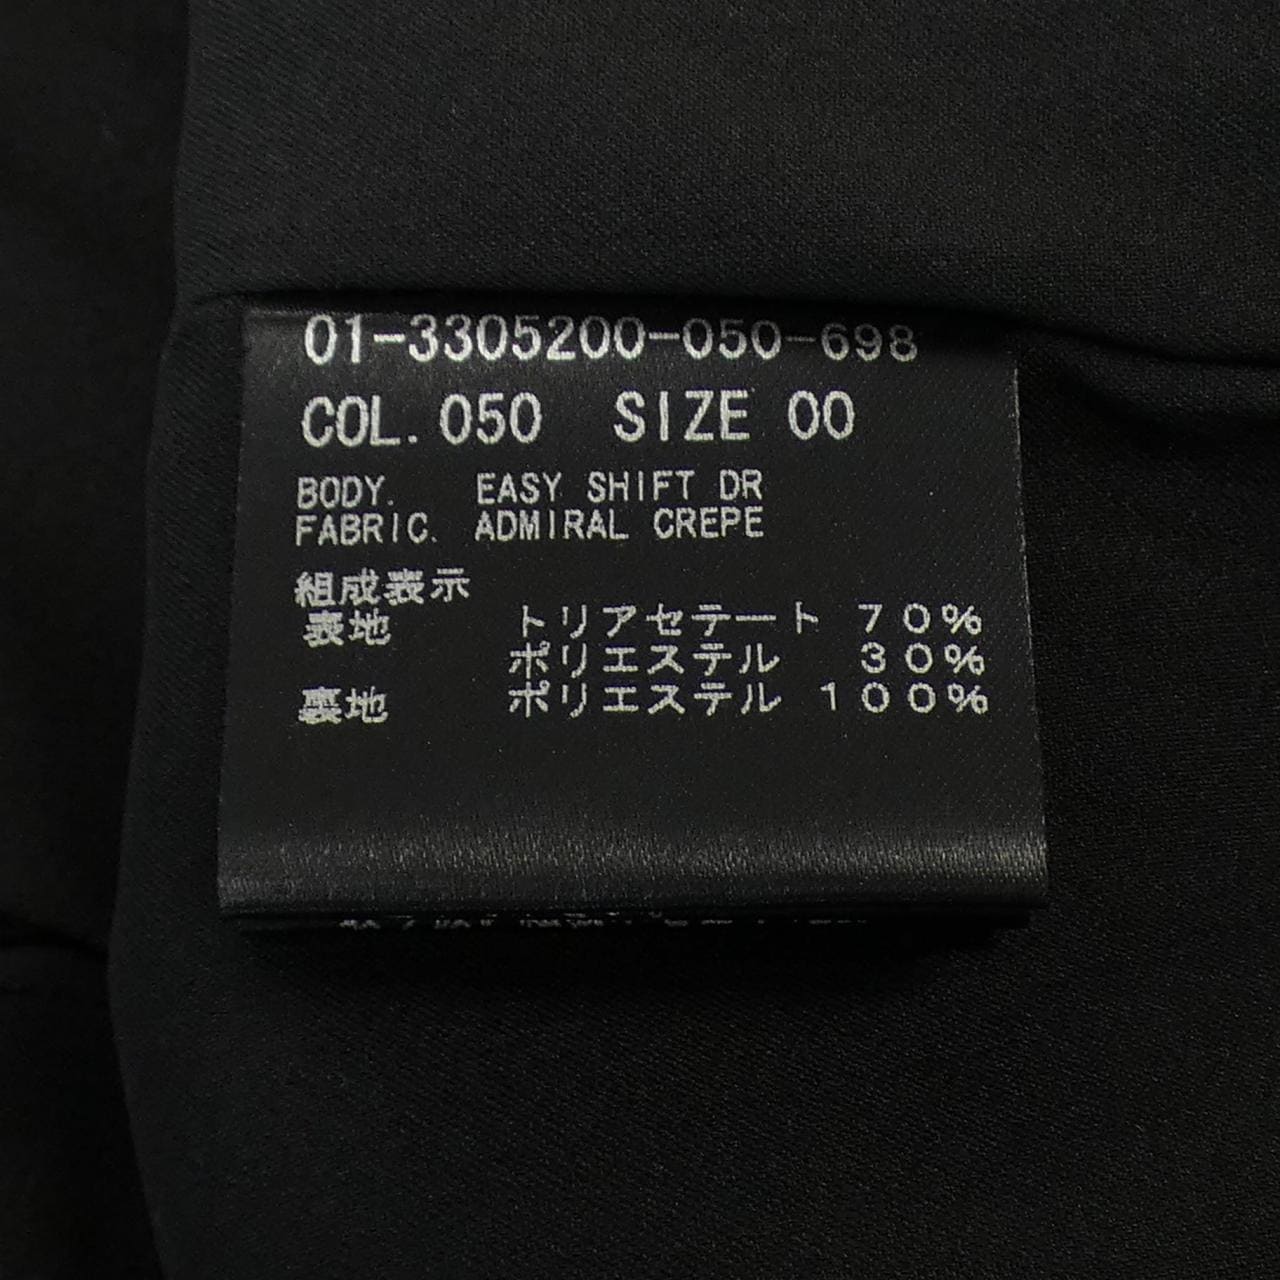 01-3305200-050-698
COL. 050 SIZE 00
BODY. EASY SHIFT DR
FABRIC. ADMIRAL CREPE
組成表示
表地 トリアセテート 70%
ポリエステル 30%
裏地 ポリエステル 100%